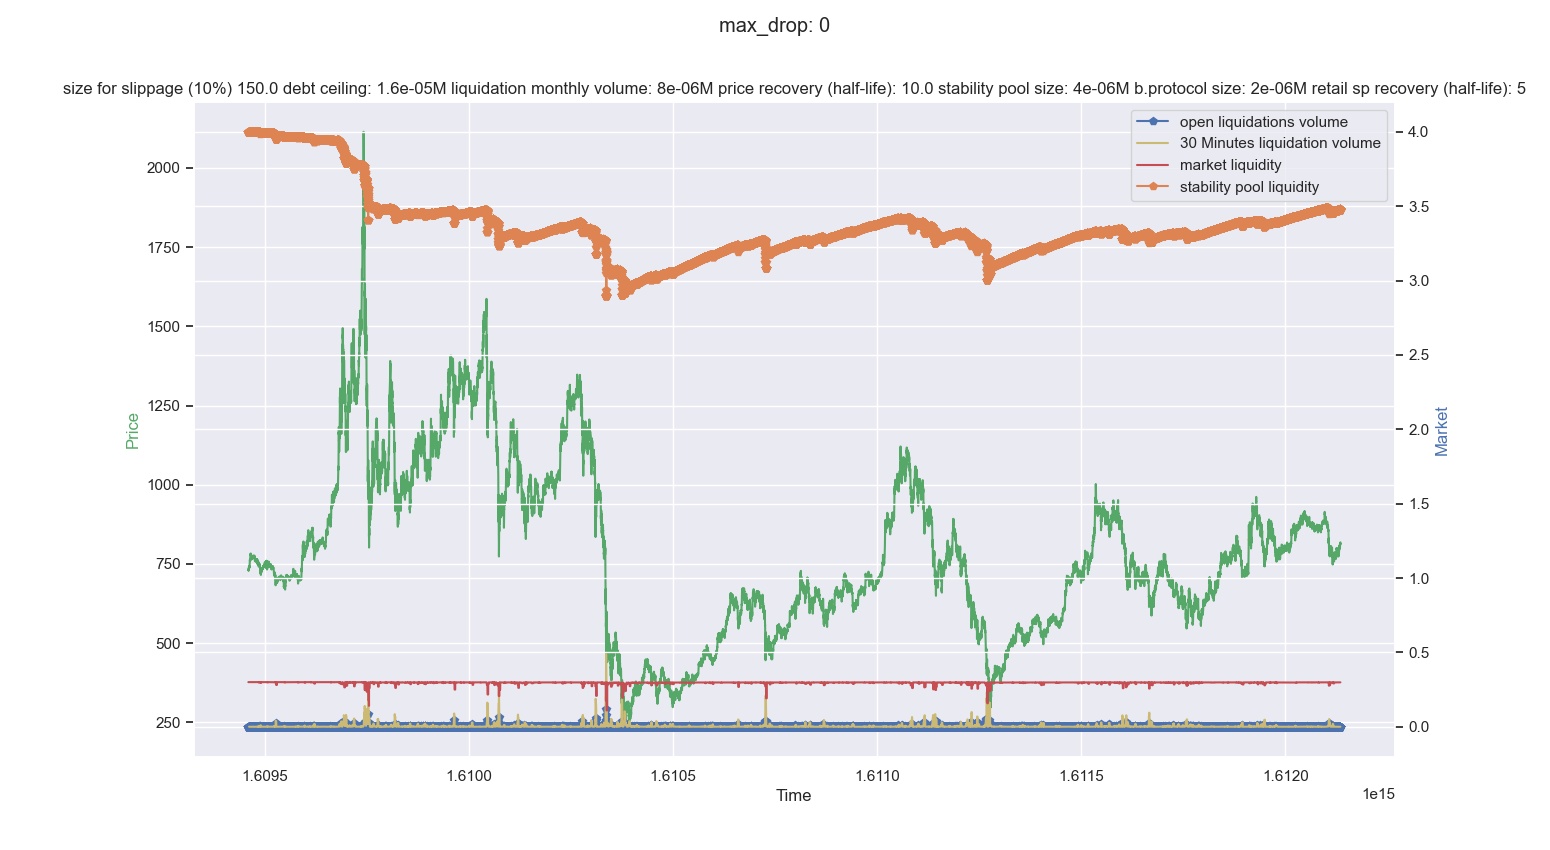 max_drop: 0
size for slippage (10%) 150.0 debt ceiling: 1.6e-05M liquidation monthly volume: 8e-06M price recovery (half-life): 10.0 stability pool size: 4e-06M b.protocol size: 2e-06M retail sp recovery (half-life): 5
open liquidations volume
30 Minutes liquidation volume
market liquidity
stability pool liquidity
2000
1750
1500
1250
1000
750
500
250
Price
4.0
3.5
3.0
2.5
2.0
1.5
1.0
0.5
0.0
Market
1.6095 1.6100 1.6105 1.6110 1.6115 1.6120
1e15
Time